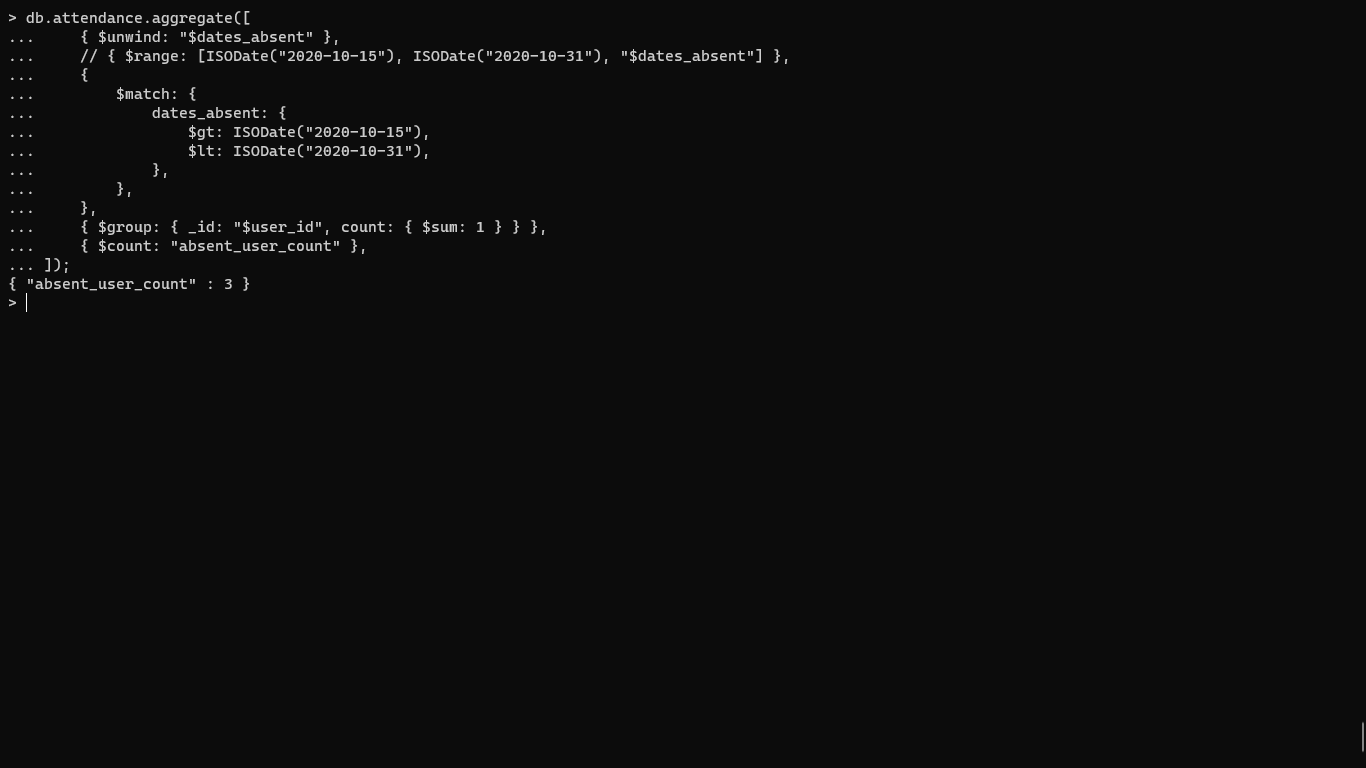 > db.attendance.aggregate([
...     { $unwind: "$dates_absent" },
...     // { $range: [ISODate("2020-10-15"), ISODate("2020-10-31"), "$dates_absent"] },
...     {
...         $match: {
...             dates_absent: {
...                 $gt: ISODate("2020-10-15"),
...                 $lt: ISODate("2020-10-31"),
...             },
...         },
...     },
...     { $group: { _id: "$user_id", count: { $sum: 1 } } },
...     { $count: "absent_user_count" },
... ]);
{ "absent_user_count" : 3 }
>